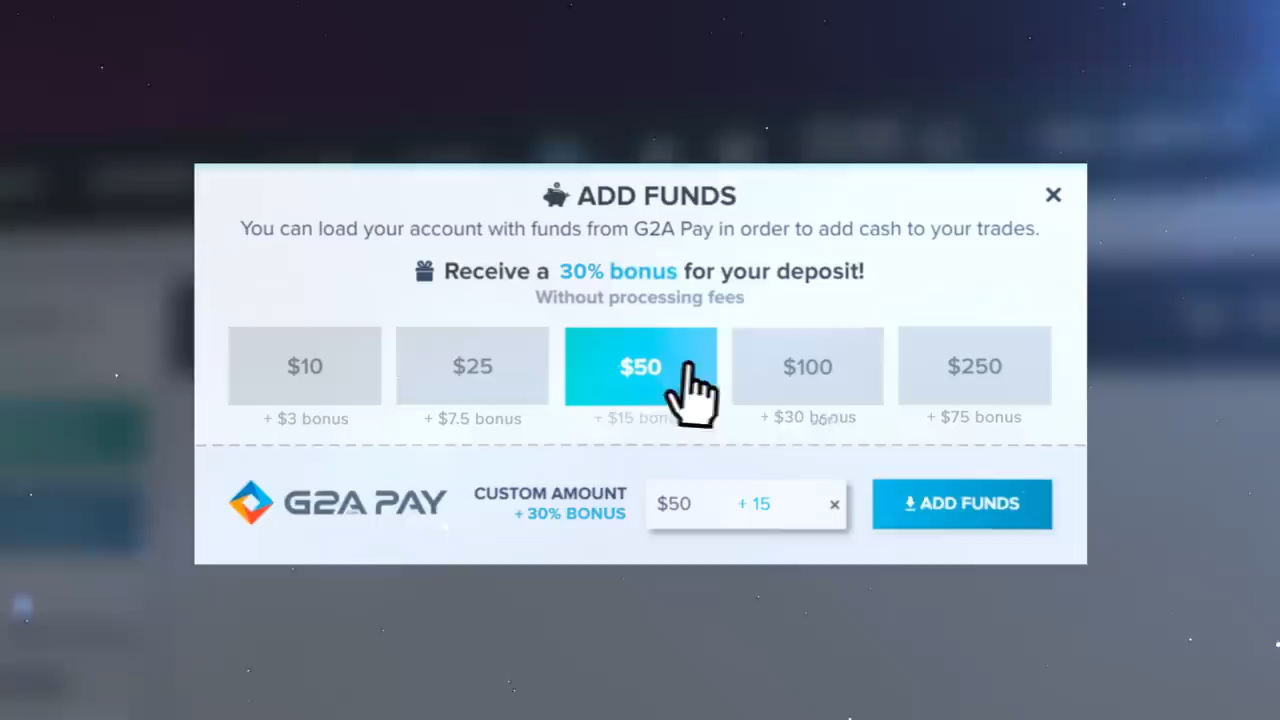 ADD FUNDS
You can load your account with funds from G2A Pay in order to add cash to your trades.
Receive a 30% bonus for your deposit!
Without processing fees
$10 $25 $50 $100 $250
+ $3 bonus + $7.5 bonus + $15 + $30 bonus + $75 bonus
G2A PAY
CUSTOM AMOUNT
+ 30% BONUS
$50 + 15 ×
ADD FUNDS